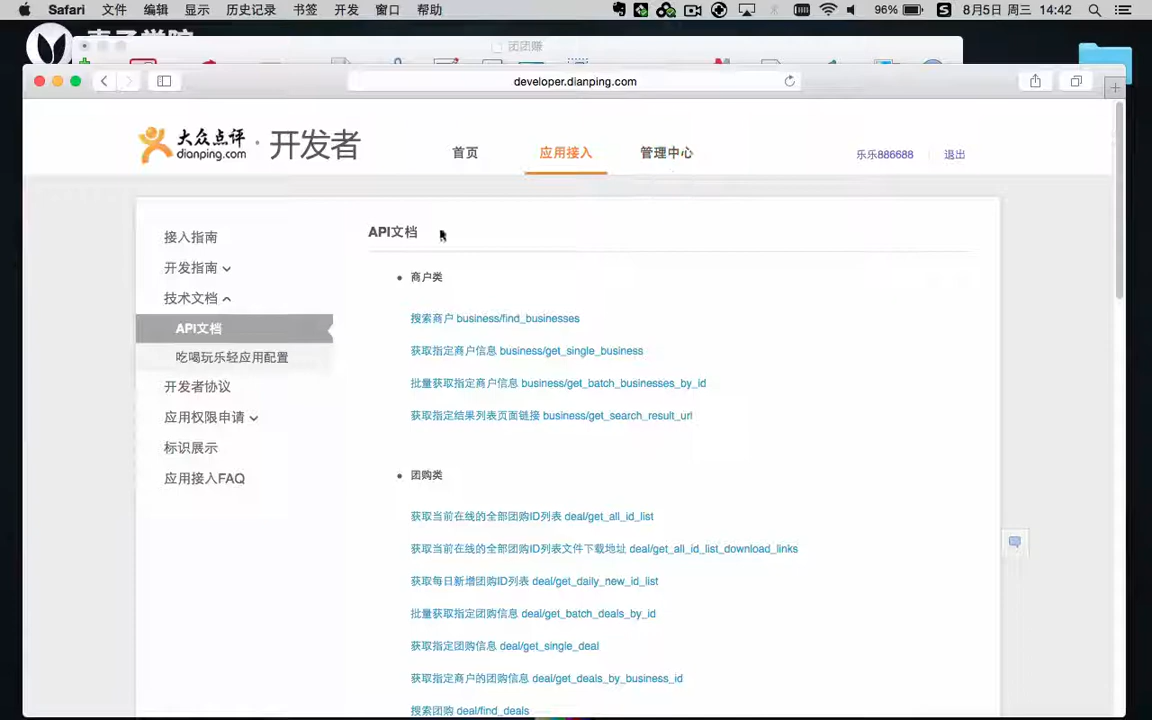 Safari 文件 编辑 显示 历史记录 书签 开发 窗口 帮助 96% 8月5日 周三 14:42
团团赚
developer.dianping.com
大众点评 dianping.com · 开发者
首页 应用接入 管理中心 乐乐886688 退出
接入指南
开发指南
技术文档
API文档
吃喝玩乐轻应用配置
开发者协议
应用权限申请
标识展示
应用接入FAQ
API文档
商户类
搜索商户 business/find_businesses
获取指定商户信息 business/get_single_business
批量获取指定商户信息 business/get_batch_businesses_by_id
获取指定结果列表页面链接 business/get_search_result_url
团购类
获取当前在线的全部团购ID列表 deal/get_all_id_list
获取当前在线的全部团购ID列表文件下载地址 deal/get_all_id_list_download_links
获取每日新增团购ID列表 deal/get_daily_new_id_list
批量获取指定团购信息 deal/get_batch_deals_by_id
获取指定团购信息 deal/get_single_deal
获取指定商户的团购信息 deal/get_deals_by_business_id
搜索团购 deal/find_deals